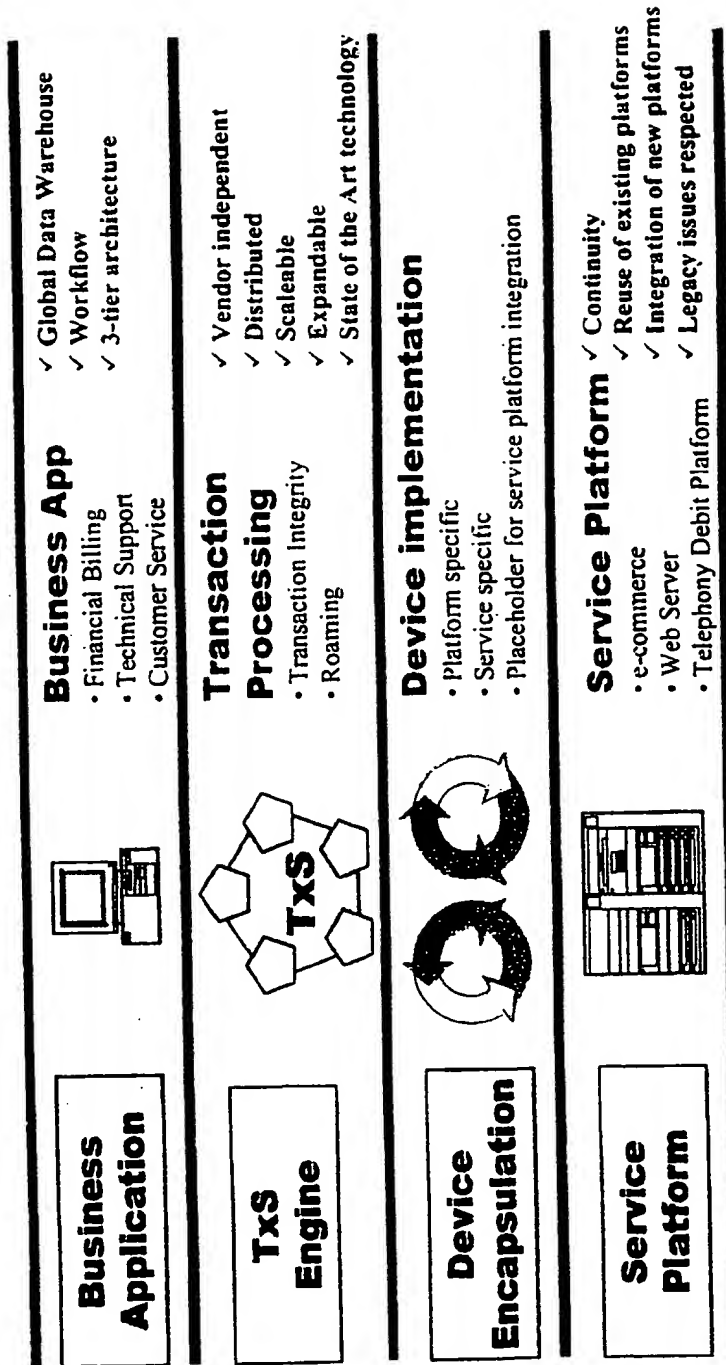 Business
Application
Business App
· Financial Billing
· Technical Support
· Customer Service
✓ Global Data Warehouse
✓ Workflow
✓ 3-tier architecture
TxS
Engine
TxS
Transaction
Processing
· Transaction Integrity
· Roaming
✓ Vendor independent
✓ Distributed
✓ Scaleable
✓ Expandable
✓ State of the Art technology
Device
Encapsulation
Device implementation
· Platform specific
· Service specific
· Placeholder for service platform integration
Service
Platform
Service Platform
· e-commerce
· Web Server
· Telephony Debit Platform
✓ Continuity
✓ Reuse of existing platforms
✓ Integration of new platforms
✓ Legacy issues respected